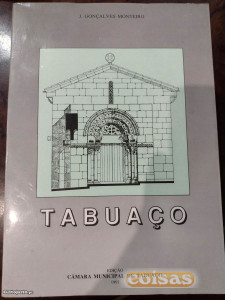 J. GONÇALVES MONTEIRO
TABUAÇO
EDIÇÃO
CÂMARA MUNICIPAL
coisas